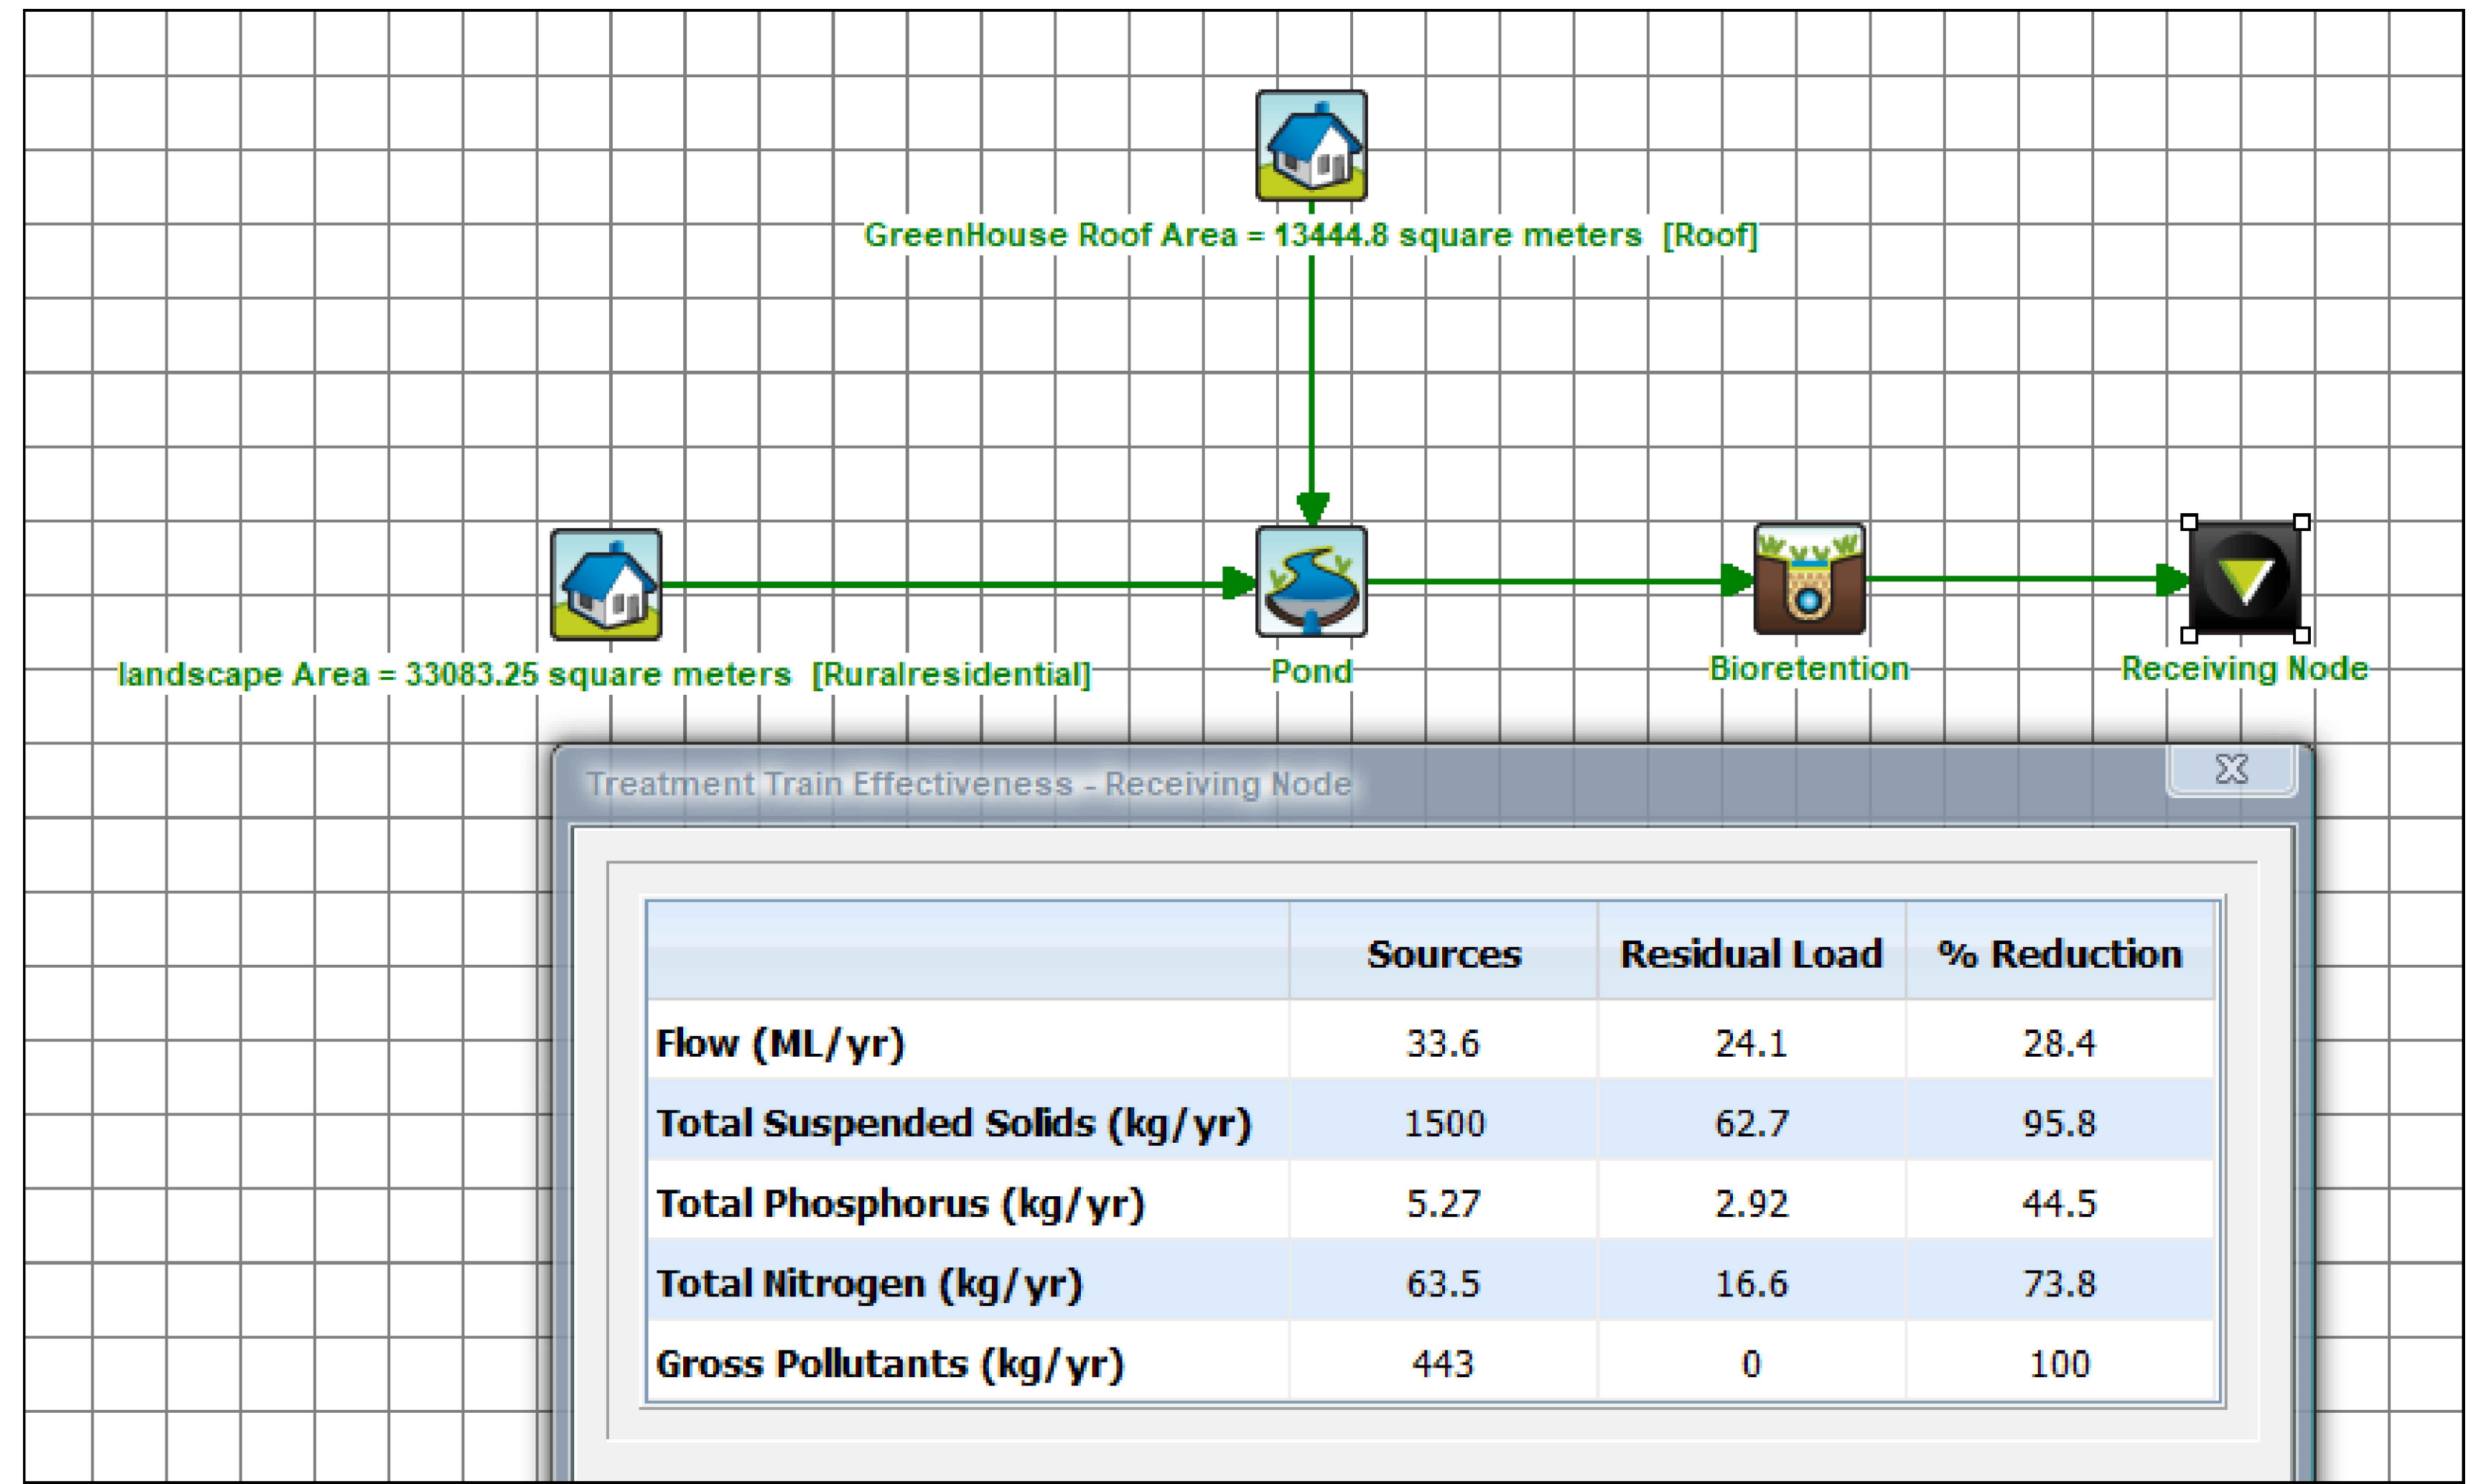 GreenHouse Roof Area = 13444.8 square meters  [Roof]
landscape Area = 33083.25 square meters  [Ruralresidential]
Pond
Bioretention
Receiving Node
Treatment Train Effectiveness - Receiving Node
Sources Residual Load % Reduction
Flow (ML/yr) 33.6 24.1 28.4
Total Suspended Solids (kg/yr) 1500 62.7 95.8
Total Phosphorus (kg/yr) 5.27 2.92 44.5
Total Nitrogen (kg/yr) 63.5 16.6 73.8
Gross Pollutants (kg/yr) 443 0 100